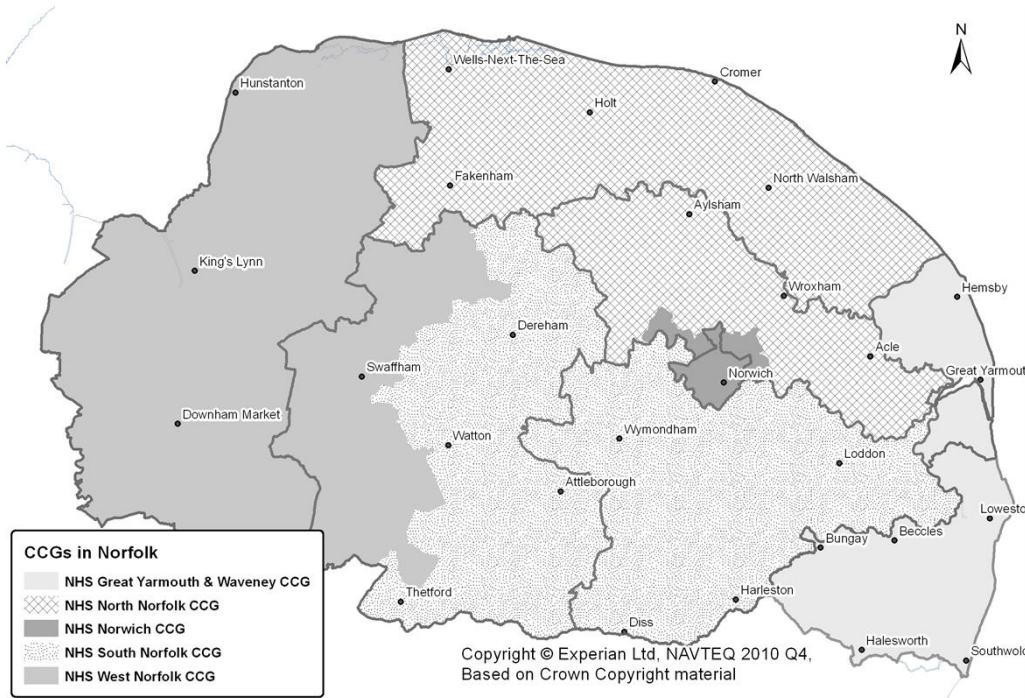 N
Wells-Next-The-Sea
Cromer
Hunstanton
Holt
Fakenham
North Walsham
Aylsham
King's Lynn
Wroxham
Hemsby
Dereham
Acle
Swaffham
Norwich
Great Yarmout
Downham Market
Watton
Wymondham
Loddon
Attleborough
Lowesto
Bungay
Beccles
Thetford
Harleston
Diss
Halesworth
Southwold
CCGs in Norfolk
NHS Great Yarmouth & Waveney CCG
NHS North Norfolk CCG
NHS Norwich CCG
NHS South Norfolk CCG
NHS West Norfolk CCG
Copyright © Experian Ltd, NAVTEQ 2010 Q4,
Based on Crown Copyright material